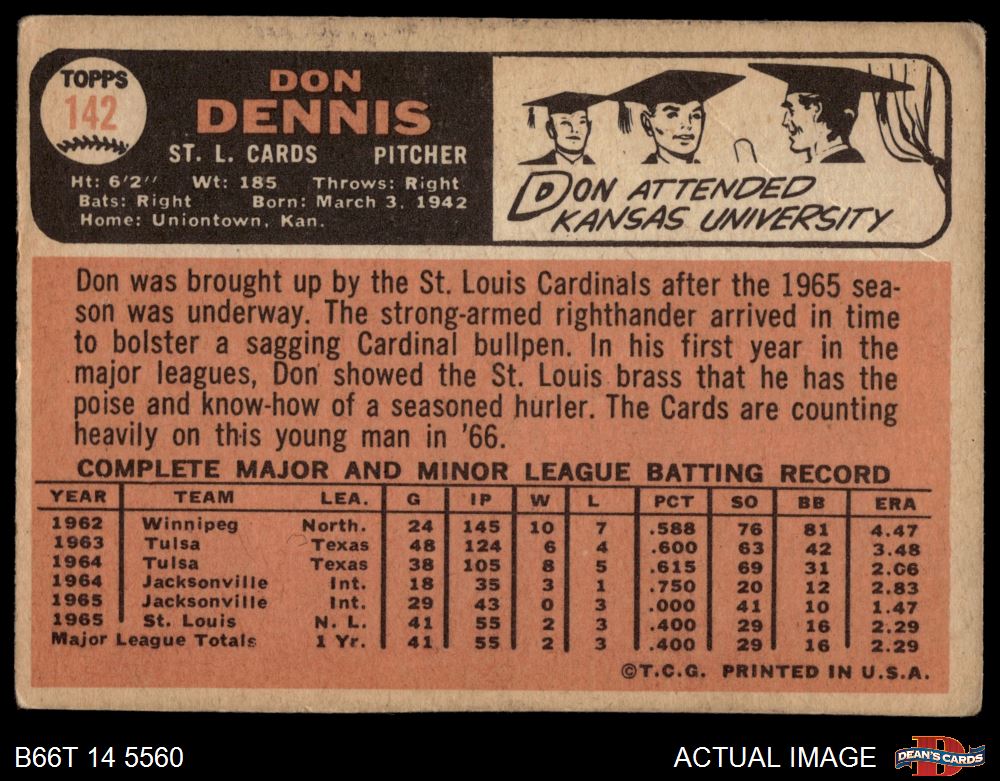 TOPPS
142
DON
DENNIS
ST. L. CARDS PITCHER
Ht: 6'2" Wt: 185 Throws: Right
Bats: Right Born: March 3, 1942
Home: Uniontown, Kan.
DON ATTENDED
KANSAS UNIVERSITY
Don was brought up by the St. Louis Cardinals after the 1965 sea-
son was underway. The strong-armed righthander arrived in time
to bolster a sagging Cardinal bullpen. In his first year in the
major leagues, Don showed the St. Louis brass that he has the
poise and know-how of a seasoned hurler. The Cards are counting
heavily on this young man in '66.
COMPLETE MAJOR AND MINOR LEAGUE BATTING RECORD
YEAR TEAM LEA. G IP W L PCT SO BB ERA
1962 Winnipeg North. 24 145 10 7 .588 76 81 4.47
1963 Tulsa Texas 48 124 6 4 .600 63 42 3.48
1964 Tulsa Texas 38 105 8 5 .615 69 31 2.06
1964 Jacksonville Int. 18 35 3 1 .750 20 12 2.83
1965 Jacksonville Int. 29 43 0 3 .000 41 10 1.47
1965 St. Louis N. L. 41 55 2 3 .400 29 16 2.29
Major League Totals 1 Yr. 41 55 2 3 .400 29 16 2.29
©T.C.G. PRINTED IN U.S.A.
B66T 14 5560 ACTUAL IMAGE
D
DEAN'S CARDS